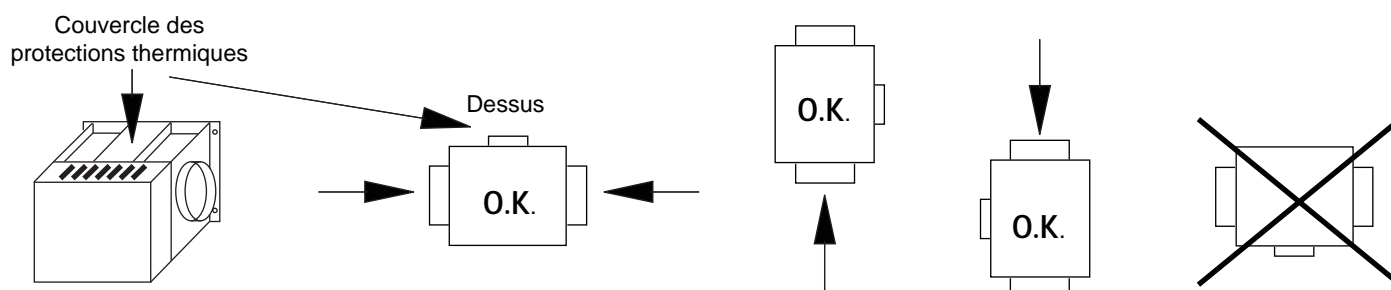 Couvercle des
protections thermiques
Dessus
O.K.
O.K.
O.K.